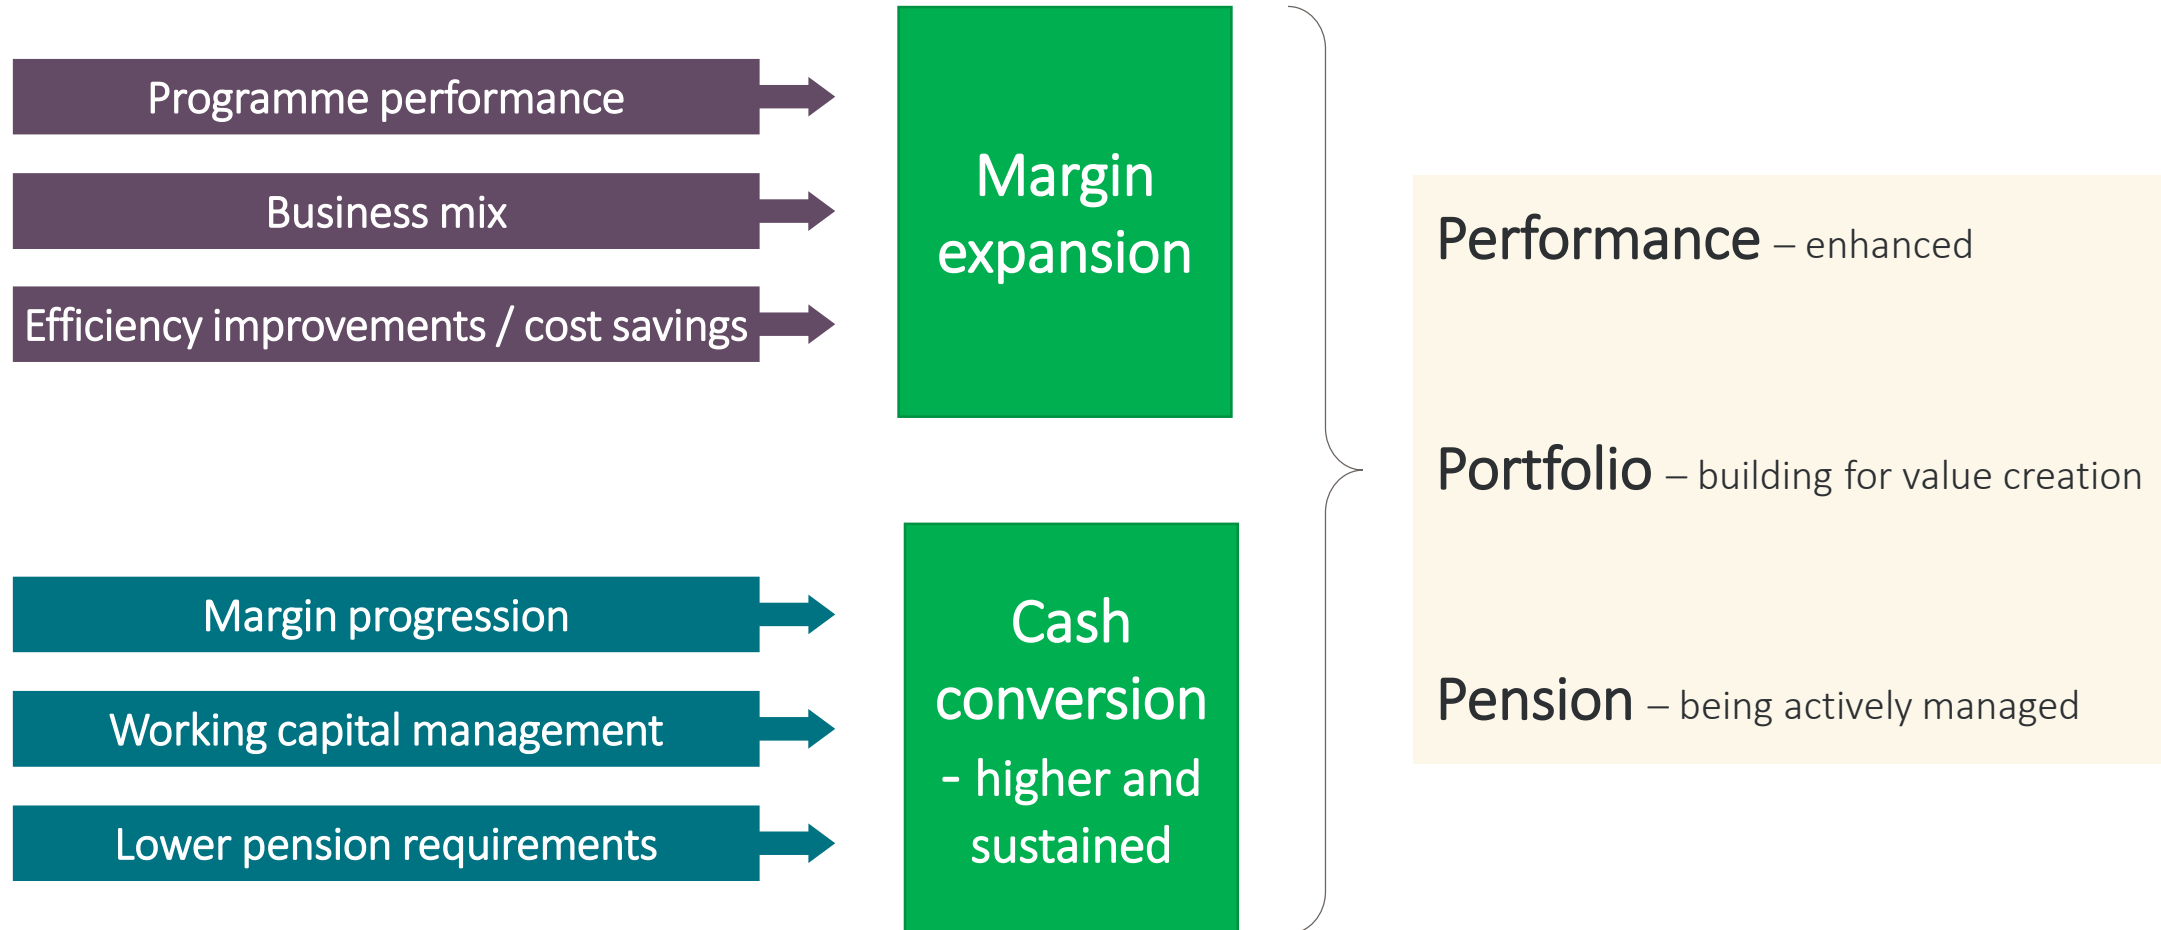 Programme performance
Business mix
Efficiency improvements / cost savings
Margin
expansion
Margin progression
Working capital management
Lower pension requirements
Cash
conversion
- higher and
sustained
Performance – enhanced
Portfolio – building for value creation
Pension – being actively managed